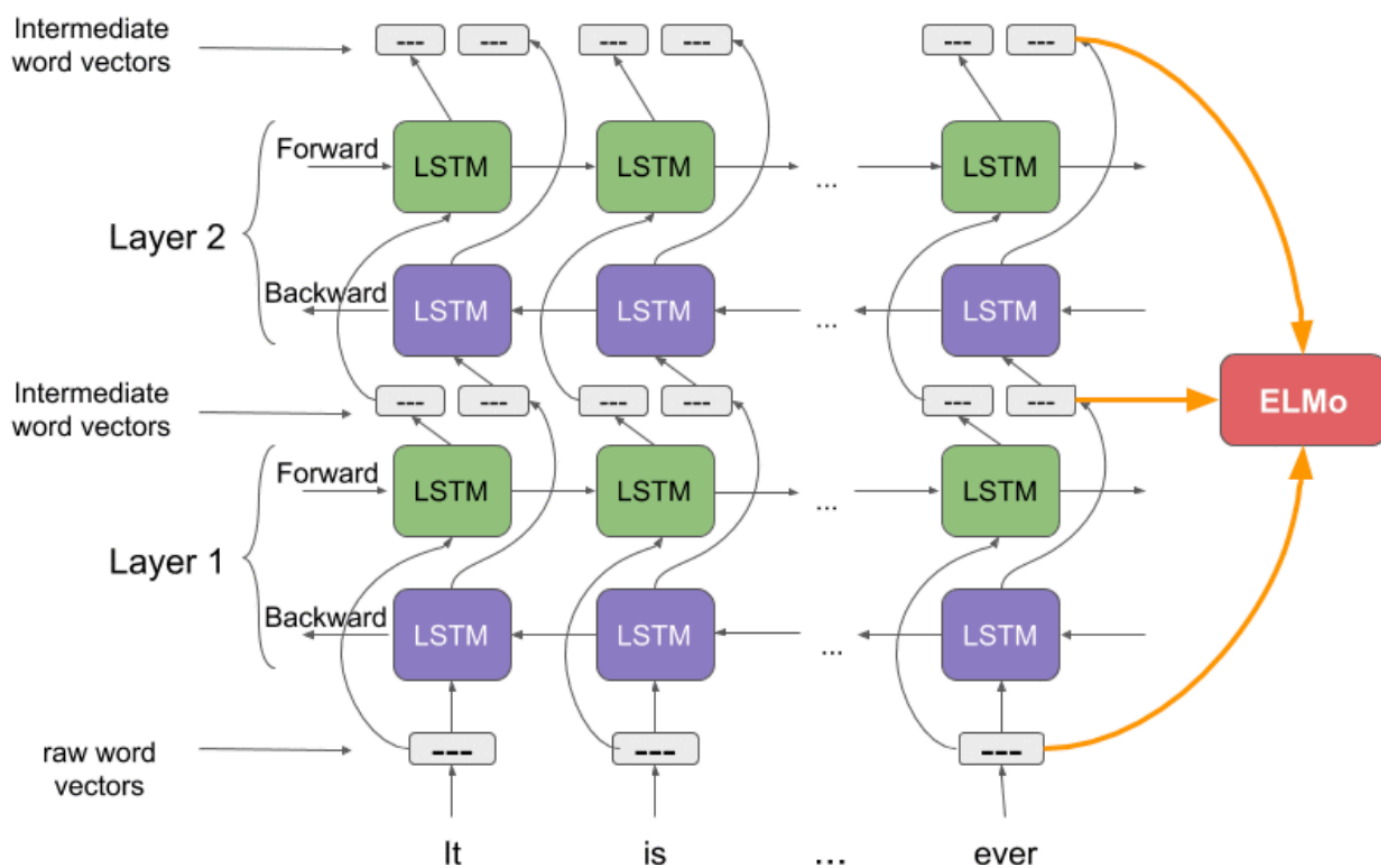 Intermediate
word vectors
--- --- --- --- --- ---
Forward
LSTM LSTM ... LSTM
Layer 2
Backward
LSTM LSTM ... LSTM
Intermediate
word vectors
--- --- --- --- --- ---
ELMo
Forward
LSTM LSTM ... LSTM
Layer 1
Backward
LSTM LSTM ... LSTM
raw word
vectors
--- --- ---
It is ... ever